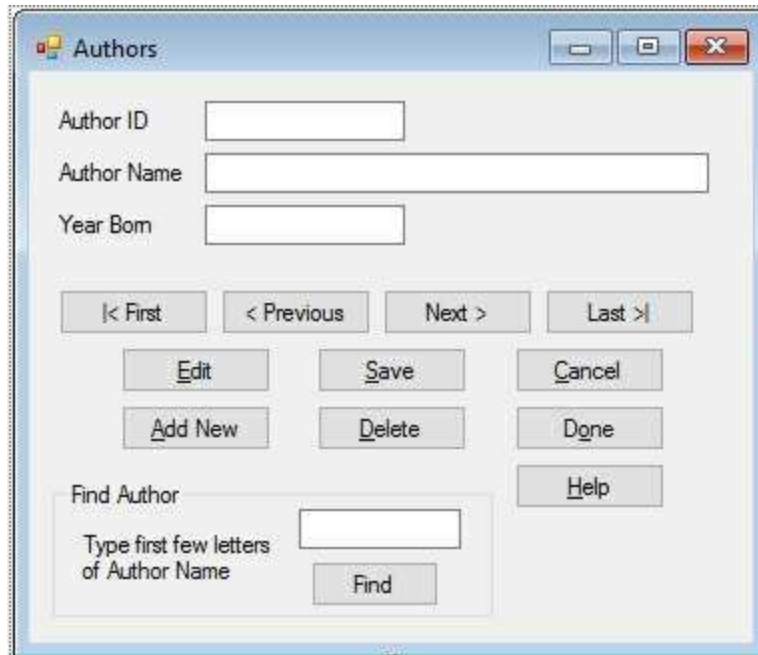 Authors
Author ID
Author Name
Year Born
|< First < Previous Next > Last >|
Edit Save Cancel
Add New Delete Done
Help
Find Author
Type first few letters
of Author Name
Find